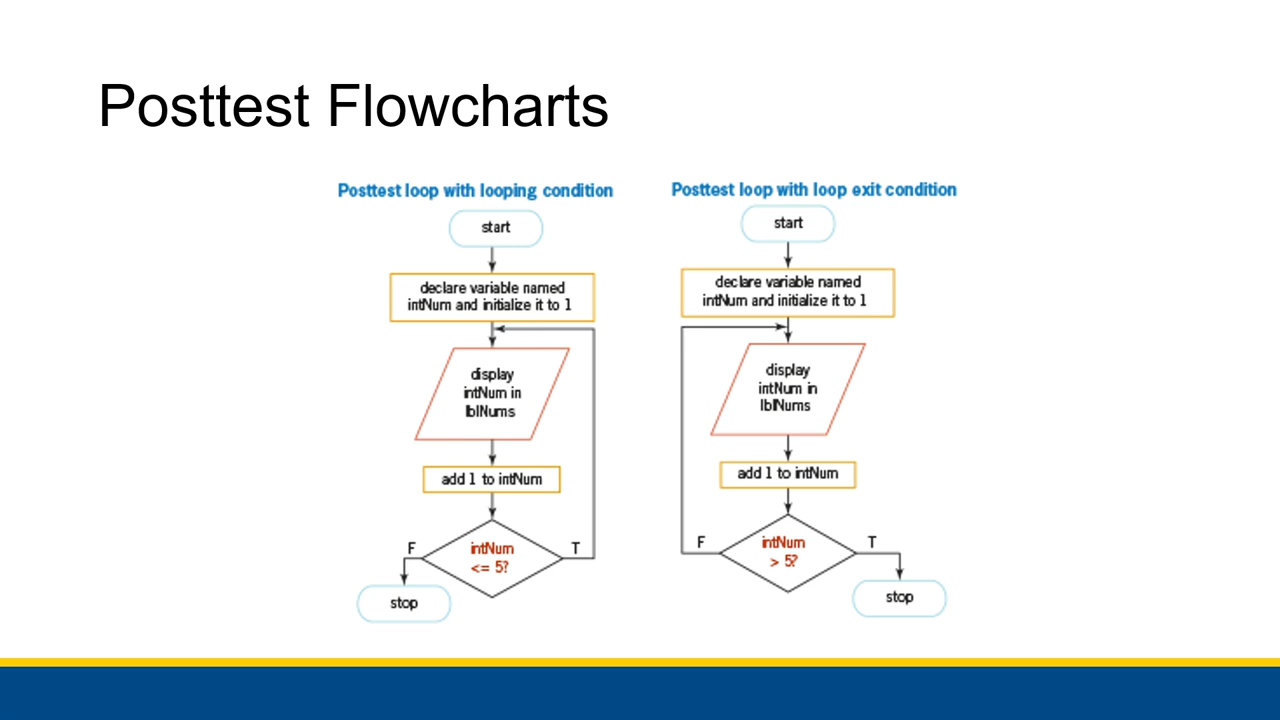 Posttest Flowcharts
Posttest loop with looping condition
start
declare variable named
intNum and initialize it to 1
display
intNum in
lblNums
add 1 to intNum
F
intNum
<= 5?
T
stop
Posttest loop with loop exit condition
start
declare variable named
intNum and initialize it to 1
display
intNum in
lblNums
add 1 to intNum
F
intNum
> 5?
T
stop